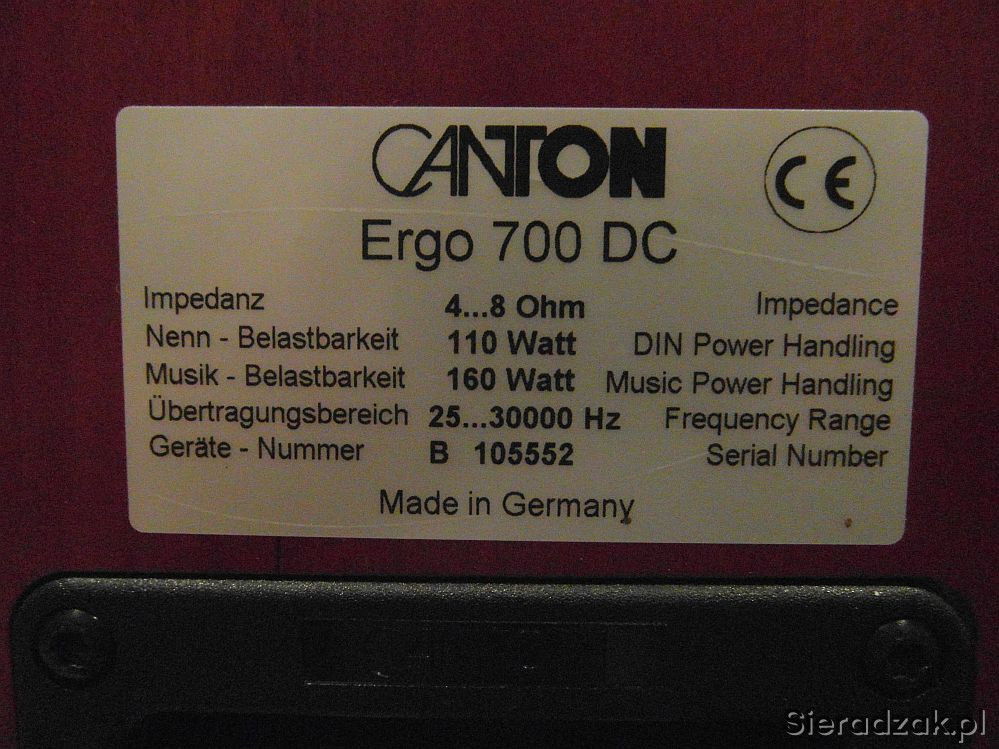 CANTON
CE
Ergo 700 DC
Impedanz 4...8 Ohm Impedance
Nenn - Belastbarkeit 110 Watt DIN Power Handling
Musik - Belastbarkeit 160 Watt Music Power Handling
Übertragungsbereich 25...30000 Hz Frequency Range
Geräte - Nummer B 105552 Serial Number
Made in Germany
Sieradzak.pl